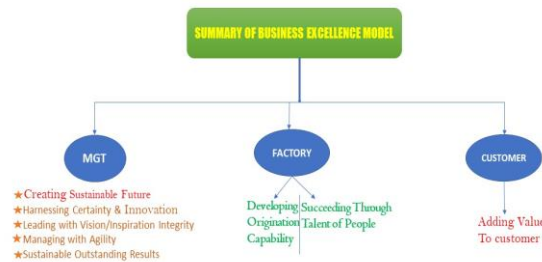 SUMMARY OF BUSINESS EXCELLENCE MODEL
MGT
FACTORY
CUSTOMER
★Creating Sustainable Future
★Harnessing Certainty & Innovation
★Leading with Vision/Inspiration Integrity
★Managing with Agility
★Sustainable Outstanding Results
Developing
Origination
Capability
Succeeding Through
Talent of People
Adding Value
To customer